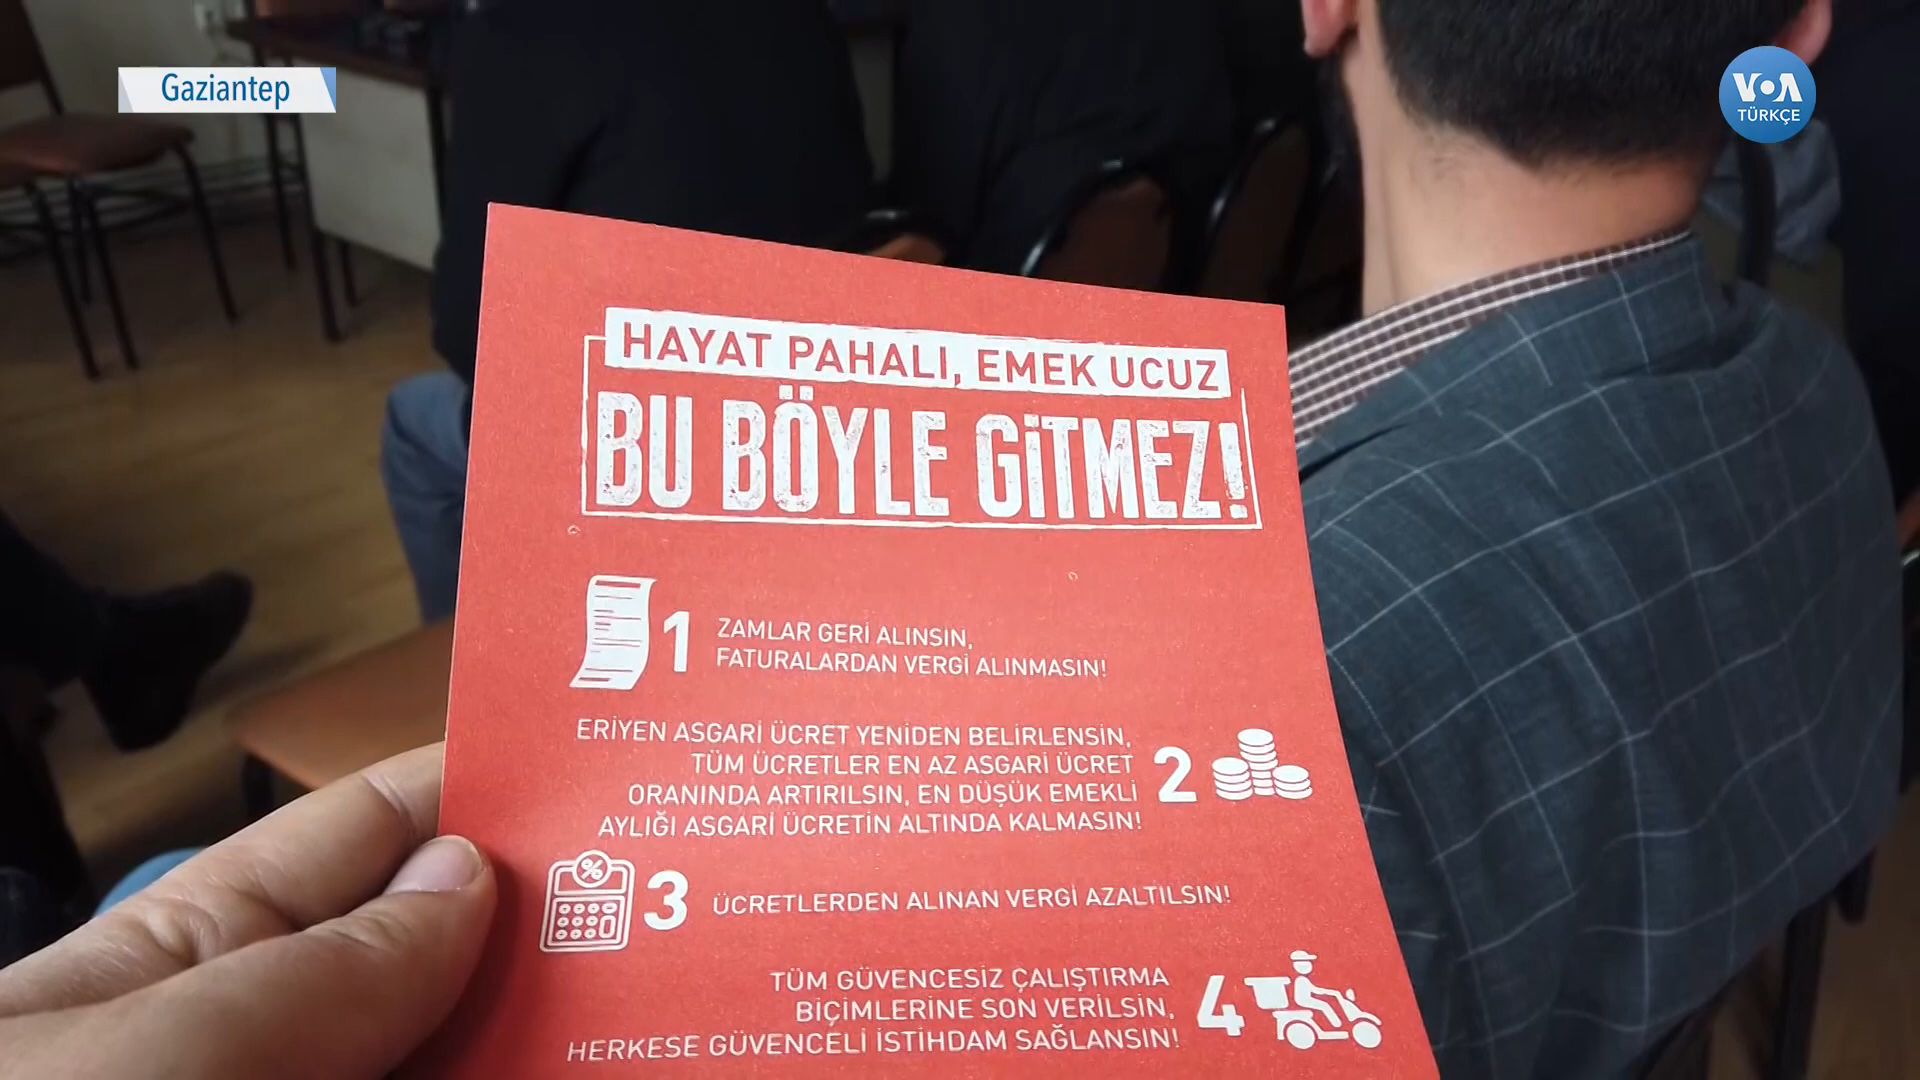 Gaziantep
VOA
TÜRKÇE
HAYAT PAHALI, EMEK UCUZ
BU BÖYLE GİTMEZ!
1
ZAMLAR GERİ ALINSIN,
FATURALARDAN VERGİ ALINMASIN!
ERİYEN ASGARİ ÜCRET YENİDEN BELİRLENSİN,
TÜM ÜCRETLER EN AZ ASGARİ ÜCRET
ORANINDA ARTIRILSIN, EN DÜŞÜK EMEKLİ
AYLIĞI ASGARİ ÜCRETİN ALTINDA KALMASIN!
2
%
3
ÜCRETLERDEN ALINAN VERGİ AZALTILSIN!
TÜM GÜVENCESİZ ÇALIŞTIRMA
BİÇİMLERİNE SON VERİLSİN,
HERKESE GÜVENCELİ İSTİHDAM SAĞLANSIN!
4